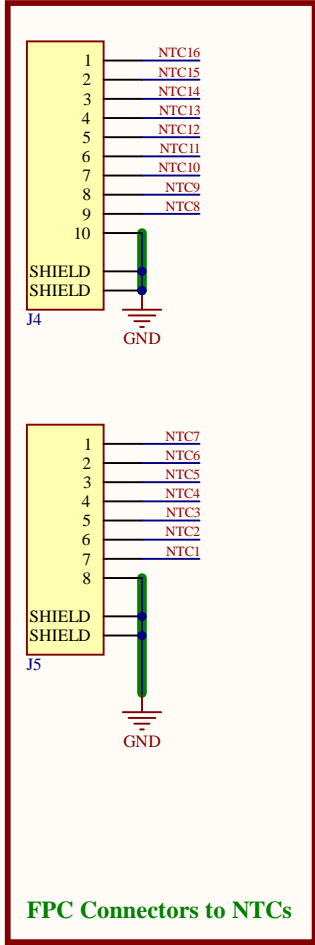 1 NTC16
2 NTC15
3 NTC14
4 NTC13
5 NTC12
6 NTC11
7 NTC10
8 NTC9
9 NTC8
10
SHIELD
SHIELD
J4
GND
1 NTC7
2 NTC6
3 NTC5
4 NTC4
5 NTC3
6 NTC2
7 NTC1
8
SHIELD
SHIELD
J5
GND
FPC Connectors to NTCs